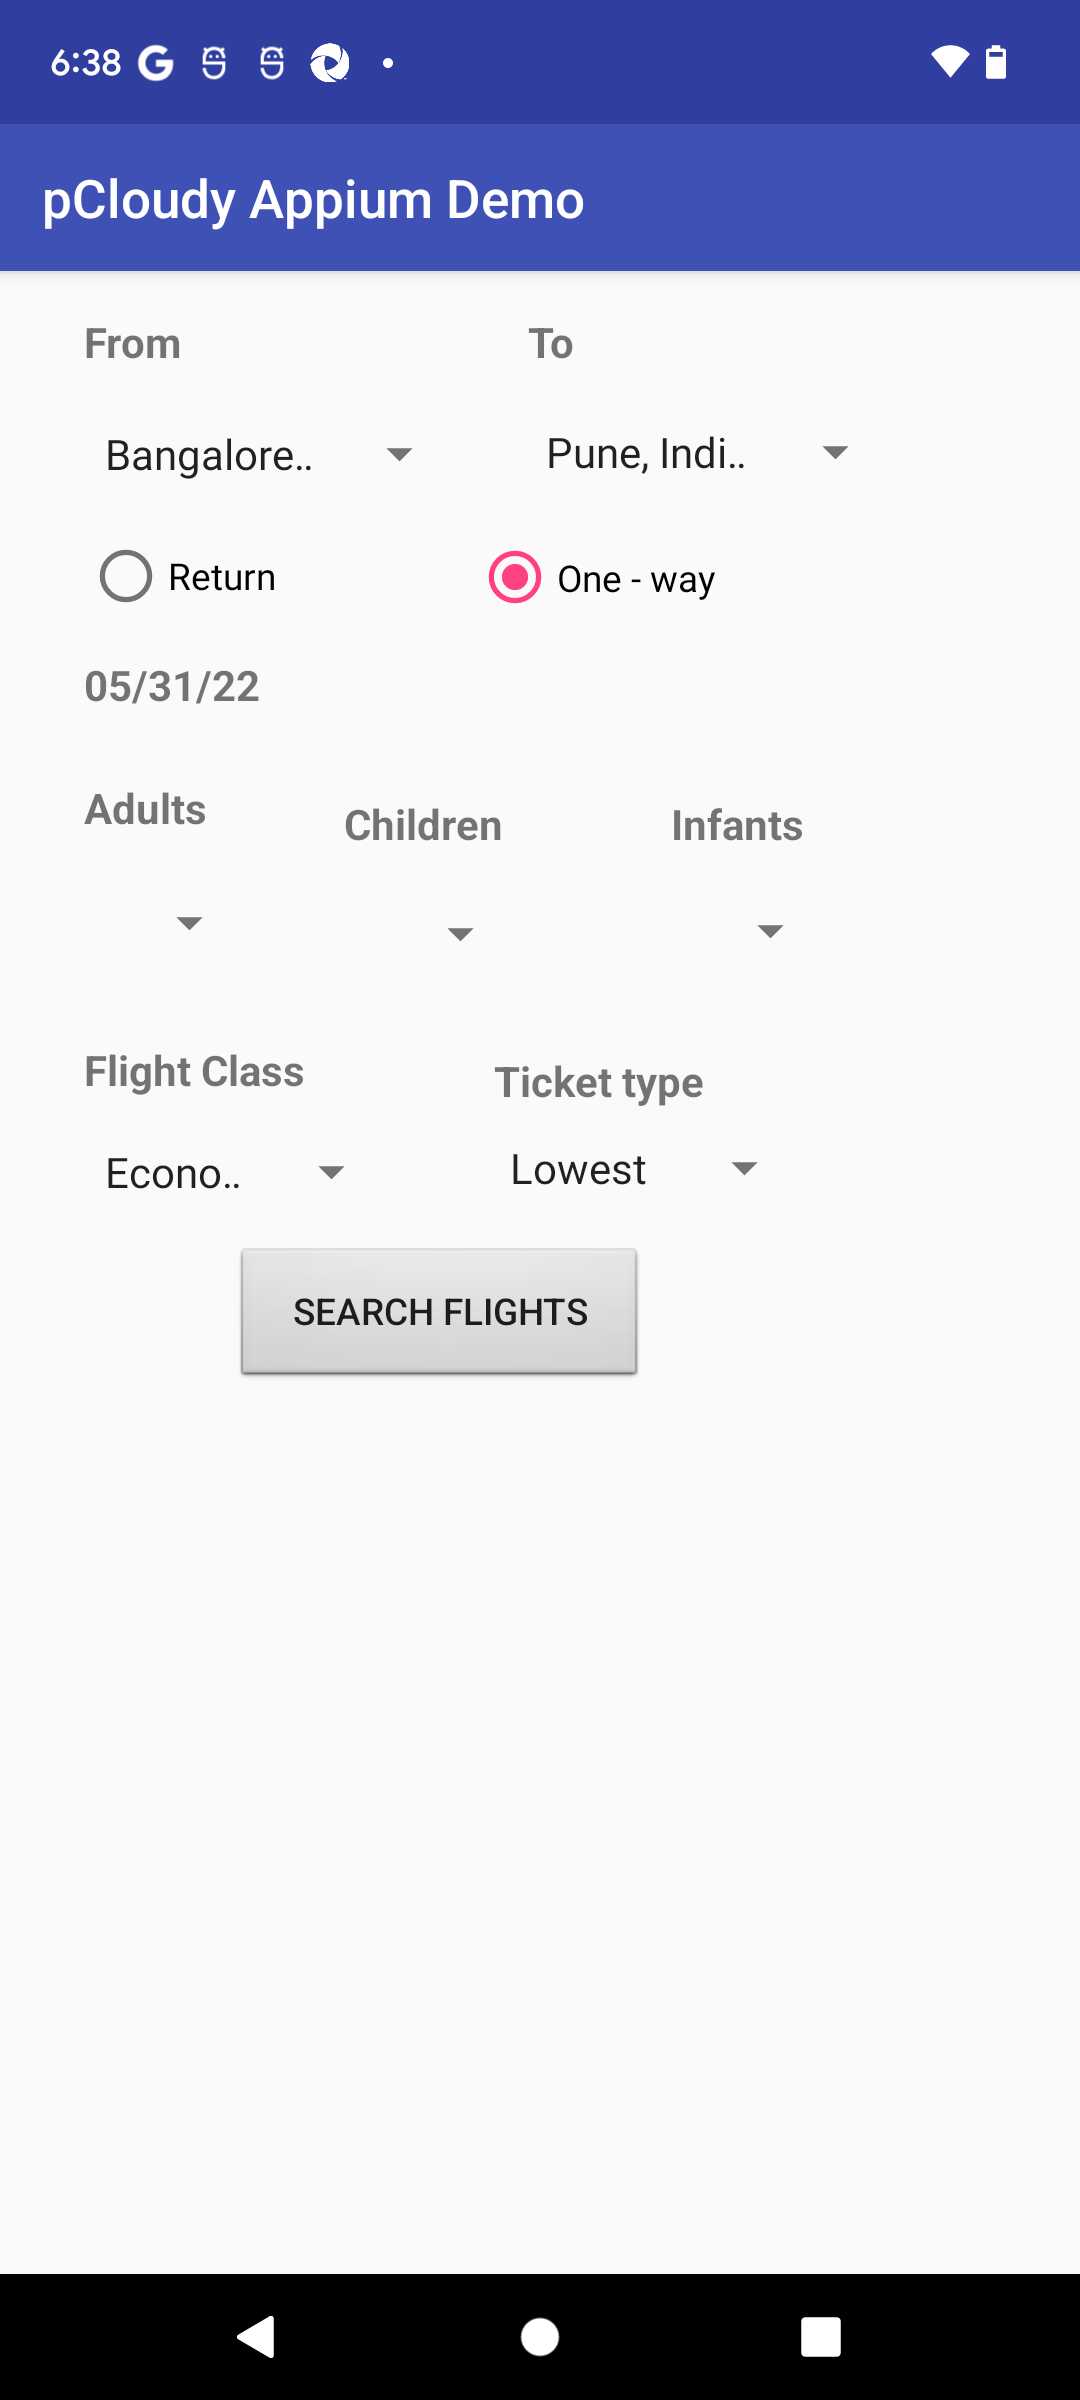 6:38
pCloudy Appium Demo
From To
Bangalore.. Pune, Indi..
Return One - way
05/31/22
Adults Children Infants
Flight Class Ticket type
Econo.. Lowest
SEARCH FLIGHTS